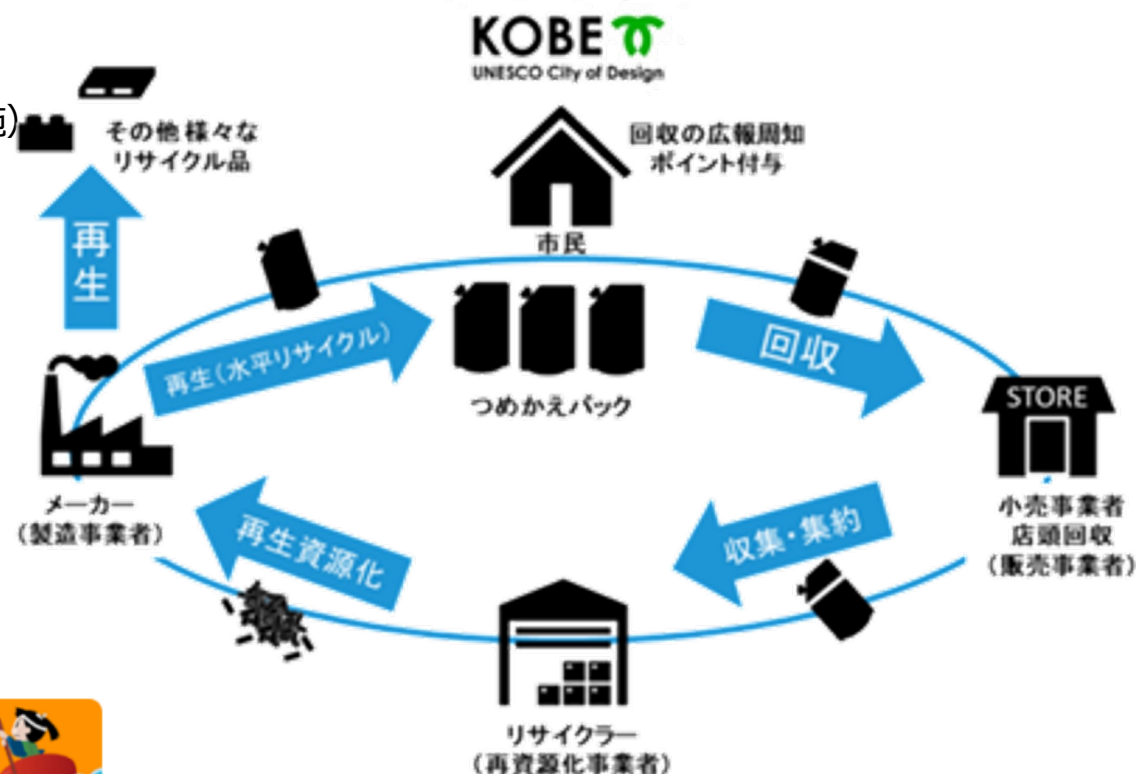 KOBE
UNESCO City of Design
施)
その他様々な
リサイクル品
回収の広報周知
ポイント付与
市民
再生
再生(水平リサイクル)
回収
つめかえパック
STORE
メーカー
(製造事業者)
小売事業者
店頭回収
(販売事業者)
再生資源化
収集・集約
リサイクラー
(再資源化事業者)